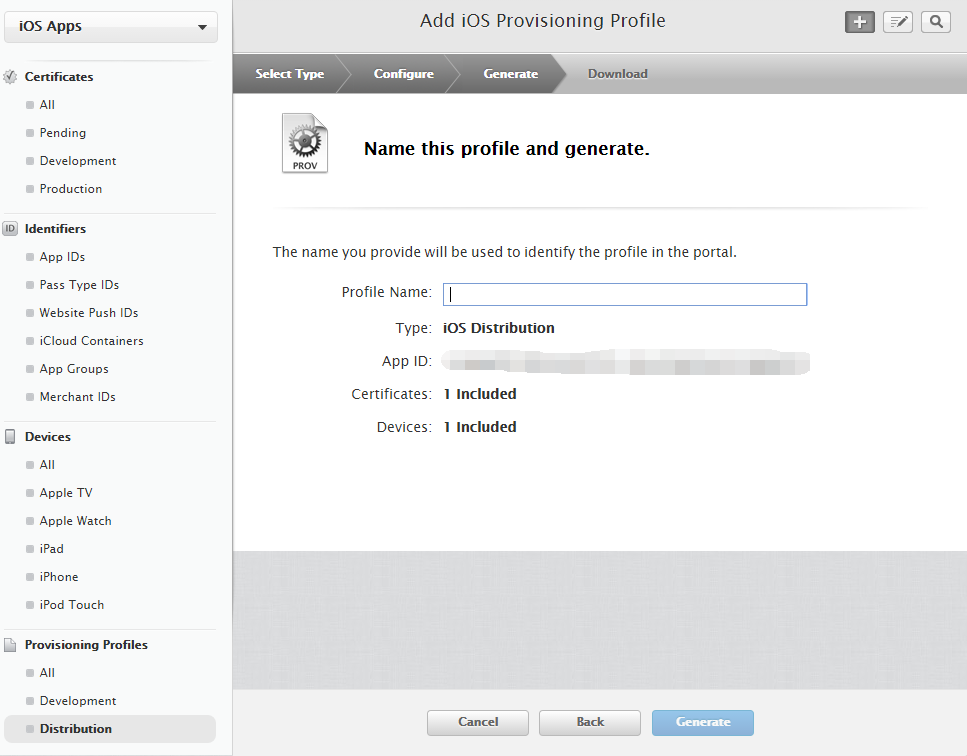 iOS Apps
Certificates
All
Pending
Development
Production
ID Identifiers
App IDs
Pass Type IDs
Website Push IDs
iCloud Containers
App Groups
Merchant IDs
Devices
All
Apple TV
Apple Watch
iPad
iPhone
iPod Touch
Provisioning Profiles
All
Development
Distribution
Add iOS Provisioning Profile
Select Type Configure Generate Download
PROV
Name this profile and generate.
The name you provide will be used to identify the profile in the portal.
Profile Name:
Type: iOS Distribution
App ID:
Certificates: 1 Included
Devices: 1 Included
Cancel Back Generate